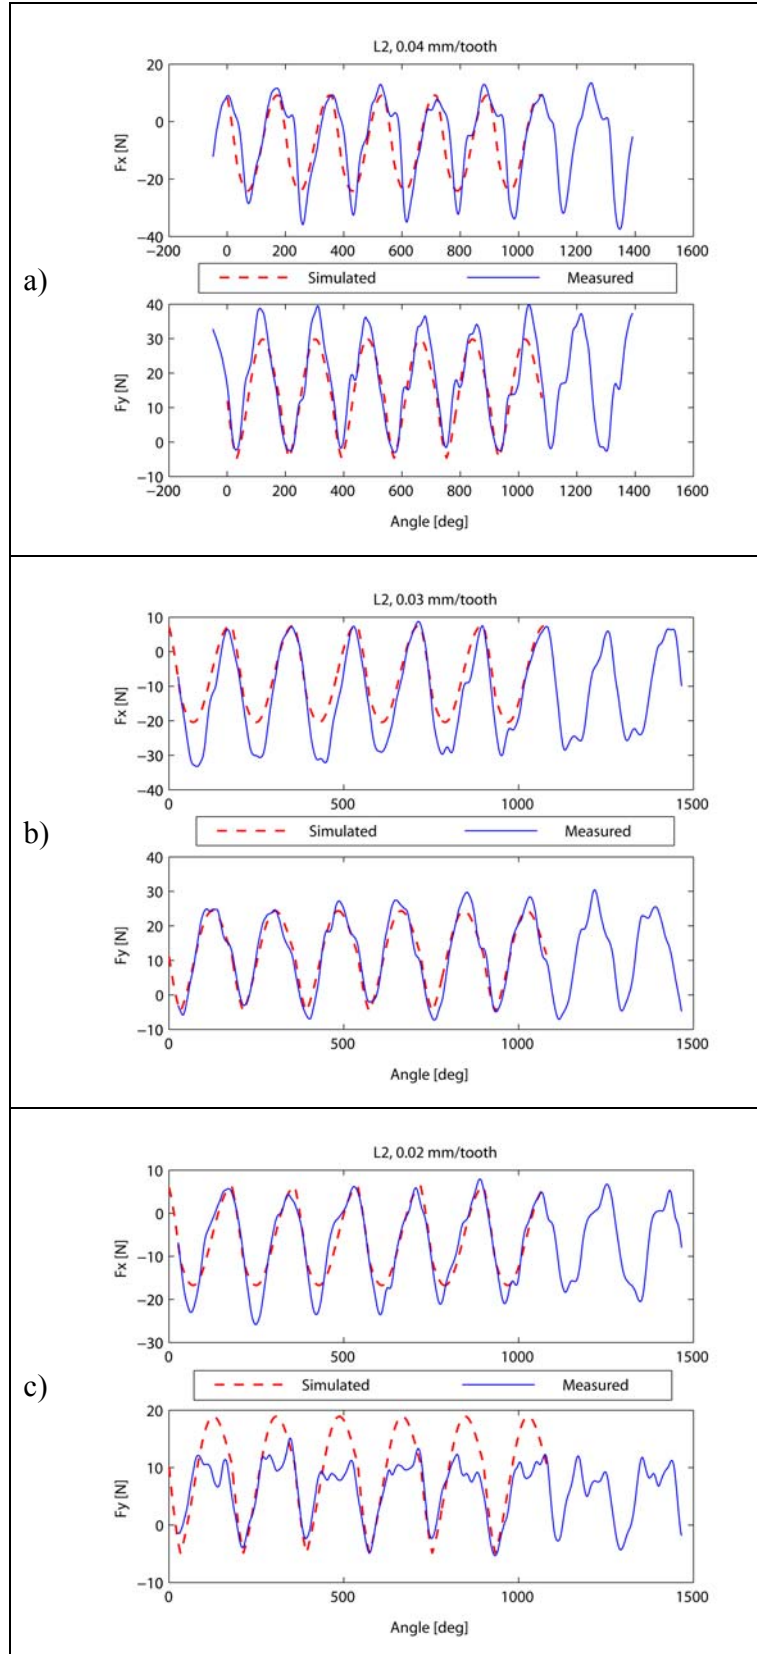 a)
L2, 0.04 mm/tooth
Fx [N]
20
0
−20
−40
−200 0 200 400 600 800 1000 1200 1400 1600
Simulated Measured
Fy [N]
40
30
20
10
0
−10
−200 0 200 400 600 800 1000 1200 1400 1600
Angle [deg]
b)
L2, 0.03 mm/tooth
Fx [N]
10
0
−10
−20
−30
−40
0 500 1000 1500
Simulated Measured
Fy [N]
40
30
20
10
0
−10
0 500 1000 1500
Angle [deg]
c)
L2, 0.02 mm/tooth
Fx [N]
10
0
−10
−20
−30
0 500 1000 1500
Simulated Measured
Fy [N]
20
10
0
−10
0 500 1000 1500
Angle [deg]